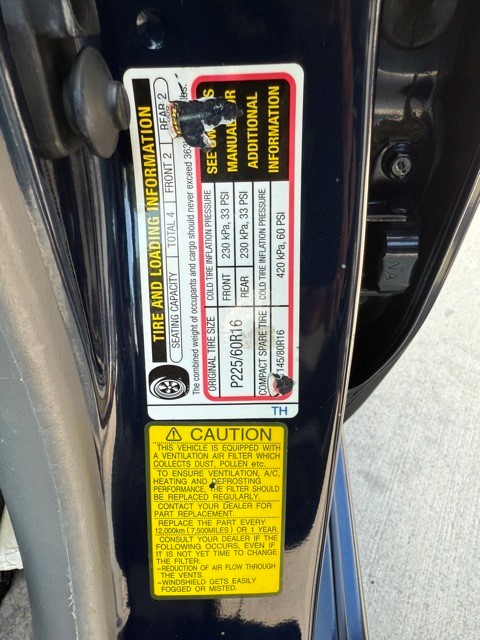 TIRE AND LOADING INFORMATION
SEATING CAPACITY TOTAL 4 FRONT 2 REAR 2
The combined weight of occupants and cargo should never exceed lbs.
ORIGINAL TIRE SIZE
COLD TIRE INFLATION PRESSURE
P225/60R16
FRONT 230 kPa, 33 PSI
REAR 230 kPa, 33 PSI
COMPACT SPARE TIRE
COLD TIRE INFLATION PRESSURE
145/80R16
420 kPa, 60 PSI
SEE
MANUAL
ADDITIONAL
INFORMATION
TH
⚠ CAUTION
THIS VEHICLE IS EQUIPPED WITH
A VENTILATION AIR FILTER WHICH
COLLECTS DUST, POLLEN etc.
TO ENSURE VENTILATION, A/C,
HEATING AND DEFROSTING
PERFORMANCE, THE FILTER SHOULD
BE REPLACED REGULARLY.
CONTACT YOUR DEALER FOR
PART REPLACEMENT.
REPLACE THE PART EVERY
12,000km (7,500MILES) OR 1 YEAR.
CONSULT YOUR DEALER IF THE
FOLLOWING OCCURS, EVEN IF
IT IS NOT YET TIME TO CHANGE
THE FILTER:
–REDUCTION OF AIR FLOW THROUGH
THE VENTS.
–WINDSHIELD GETS EASILY
FOGGED OR MISTED.